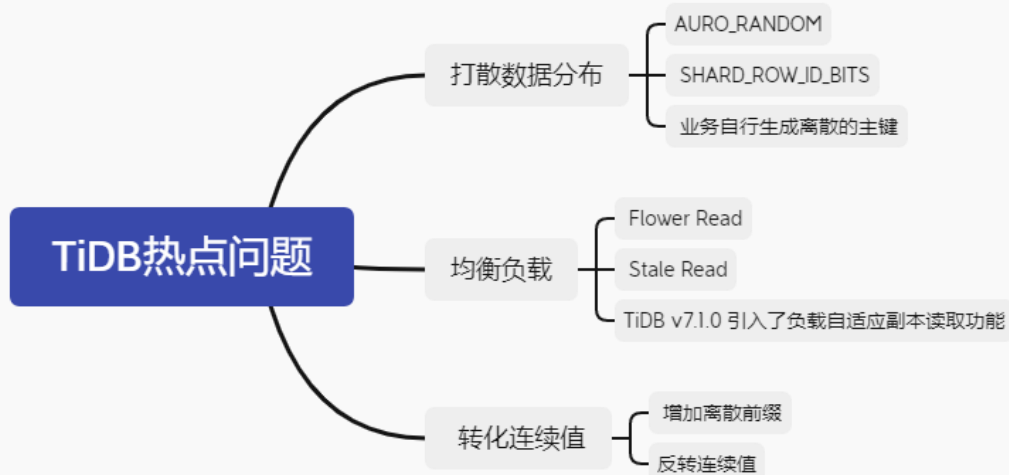 TiDB热点问题
打散数据分布
AURO_RANDOM
SHARD_ROW_ID_BITS
业务自行生成离散的主键
均衡负载
Flower Read
Stale Read
TiDB v7.1.0 引入了负载自适应副本读取功能
转化连续值
增加离散前缀
反转连续值